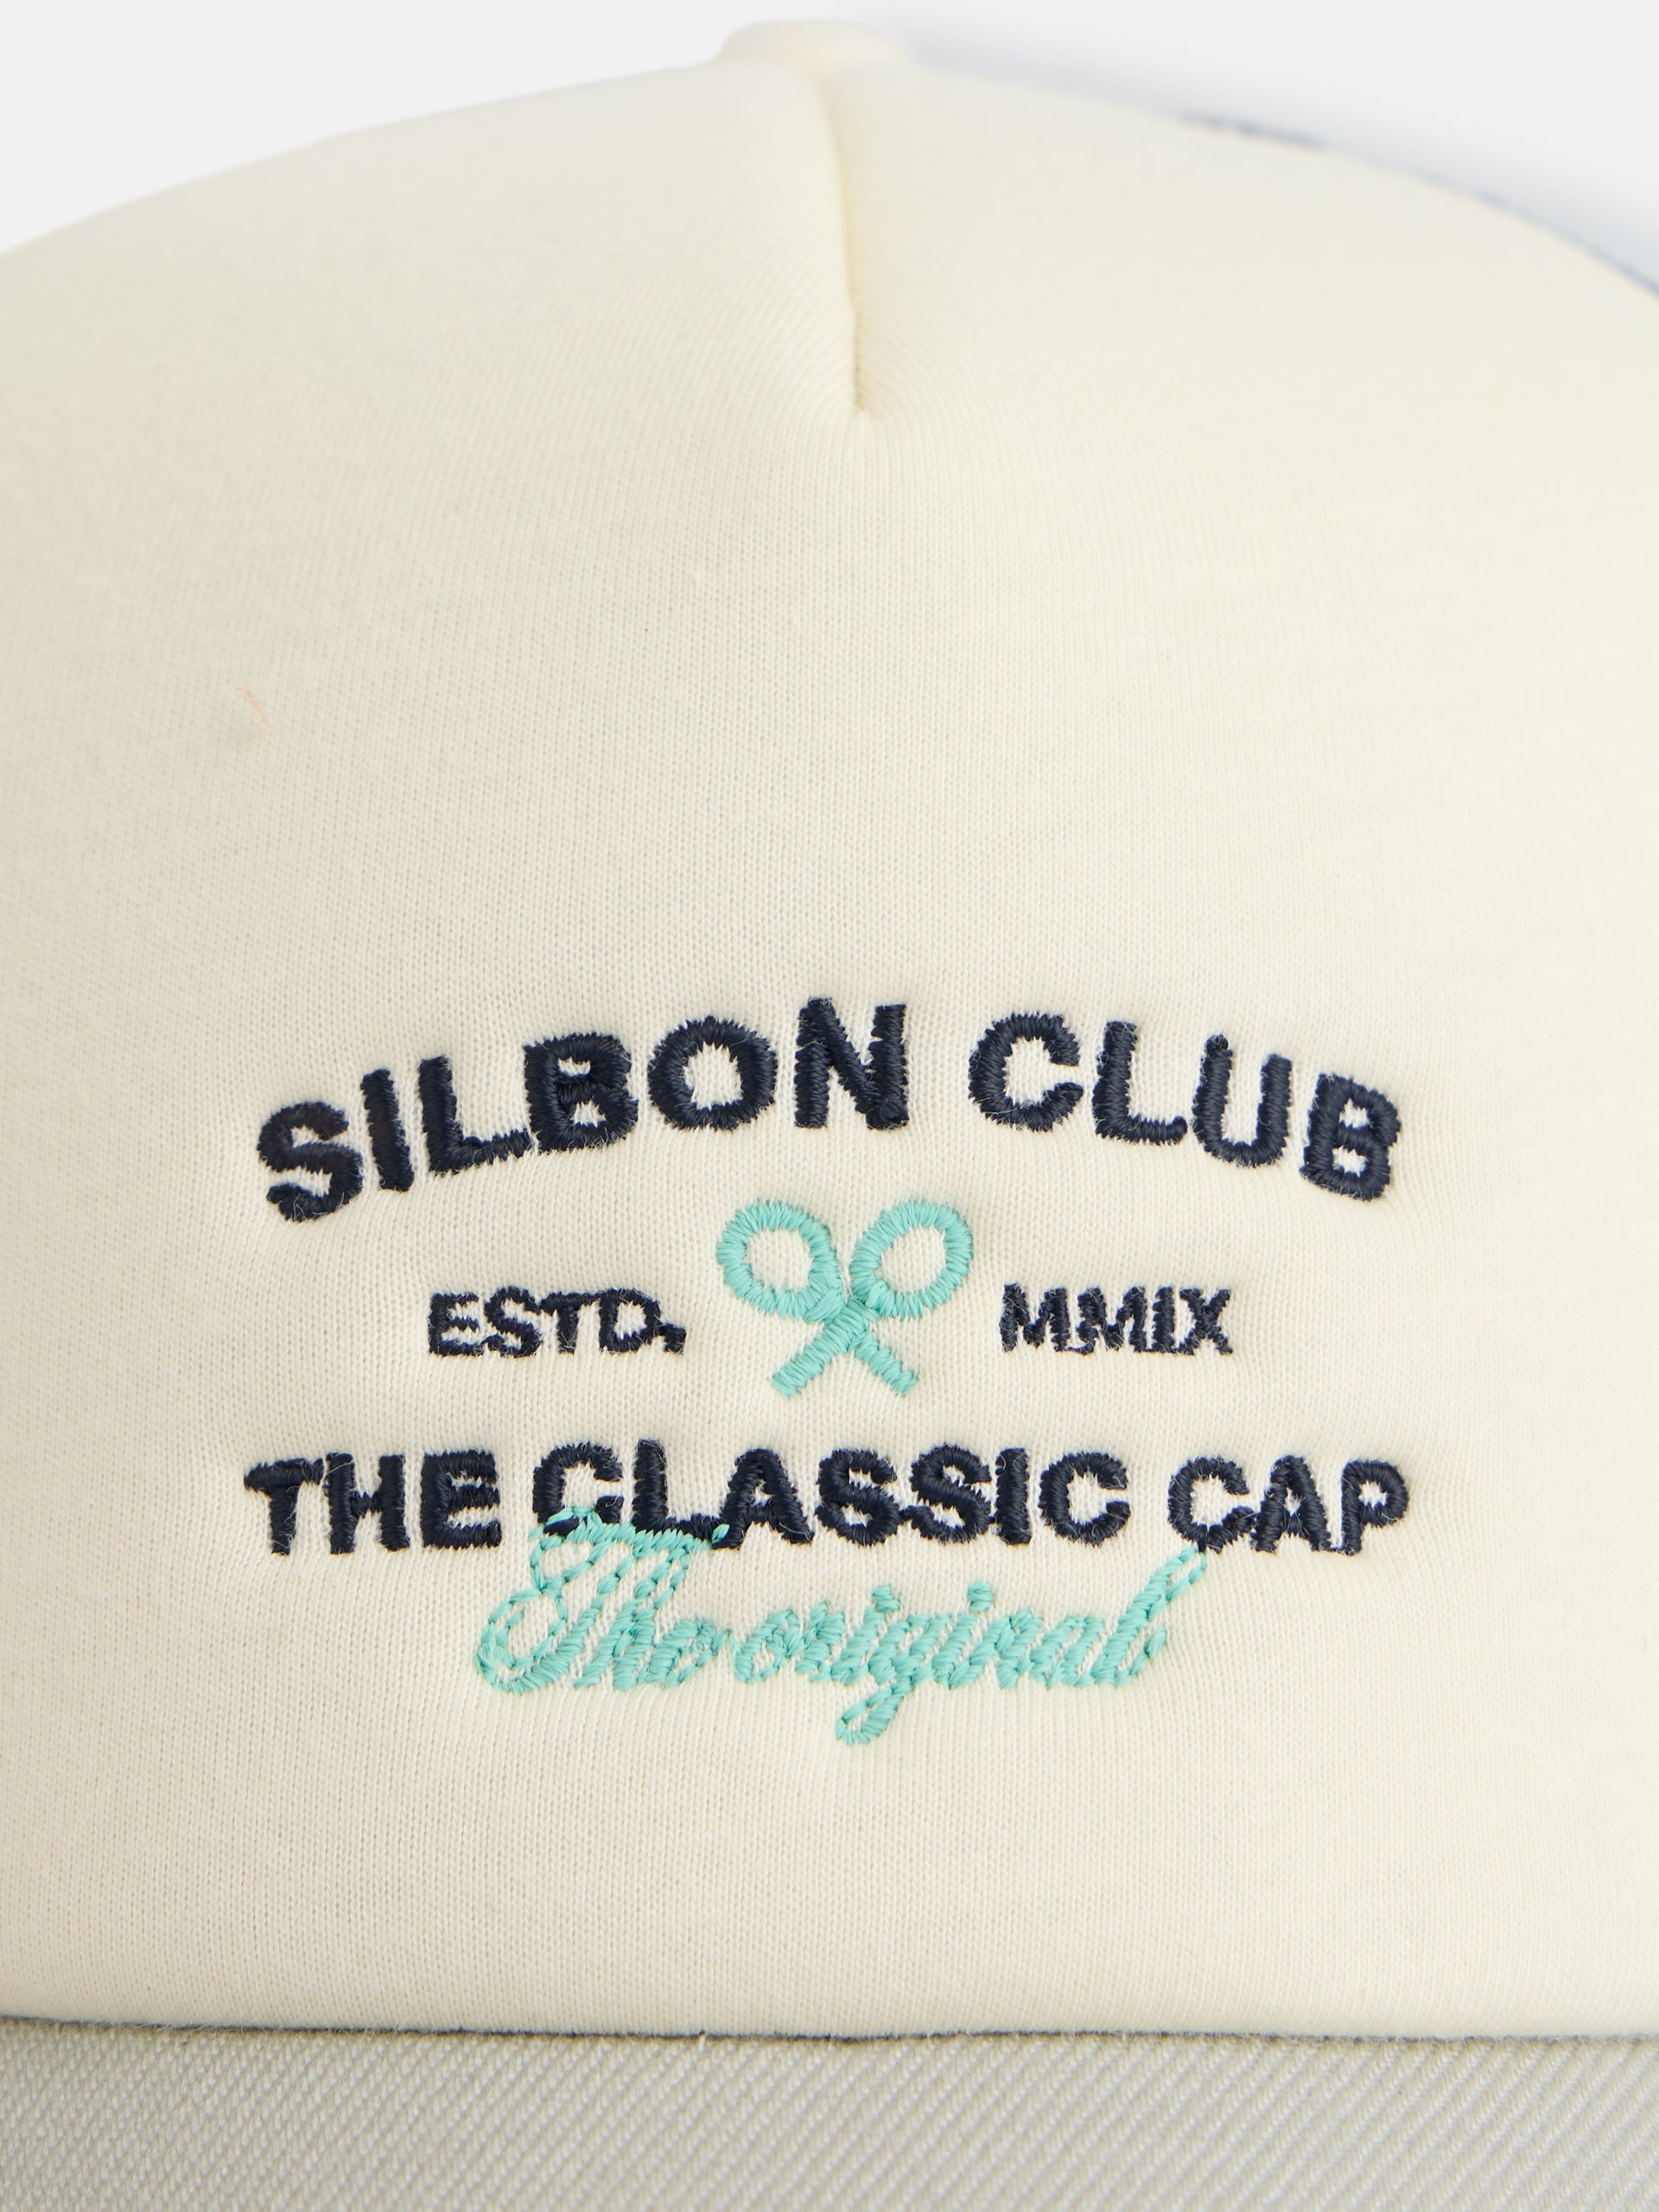 SILBON CLUB
ESTD. MMIX
THE CLASSIC CAP
The original